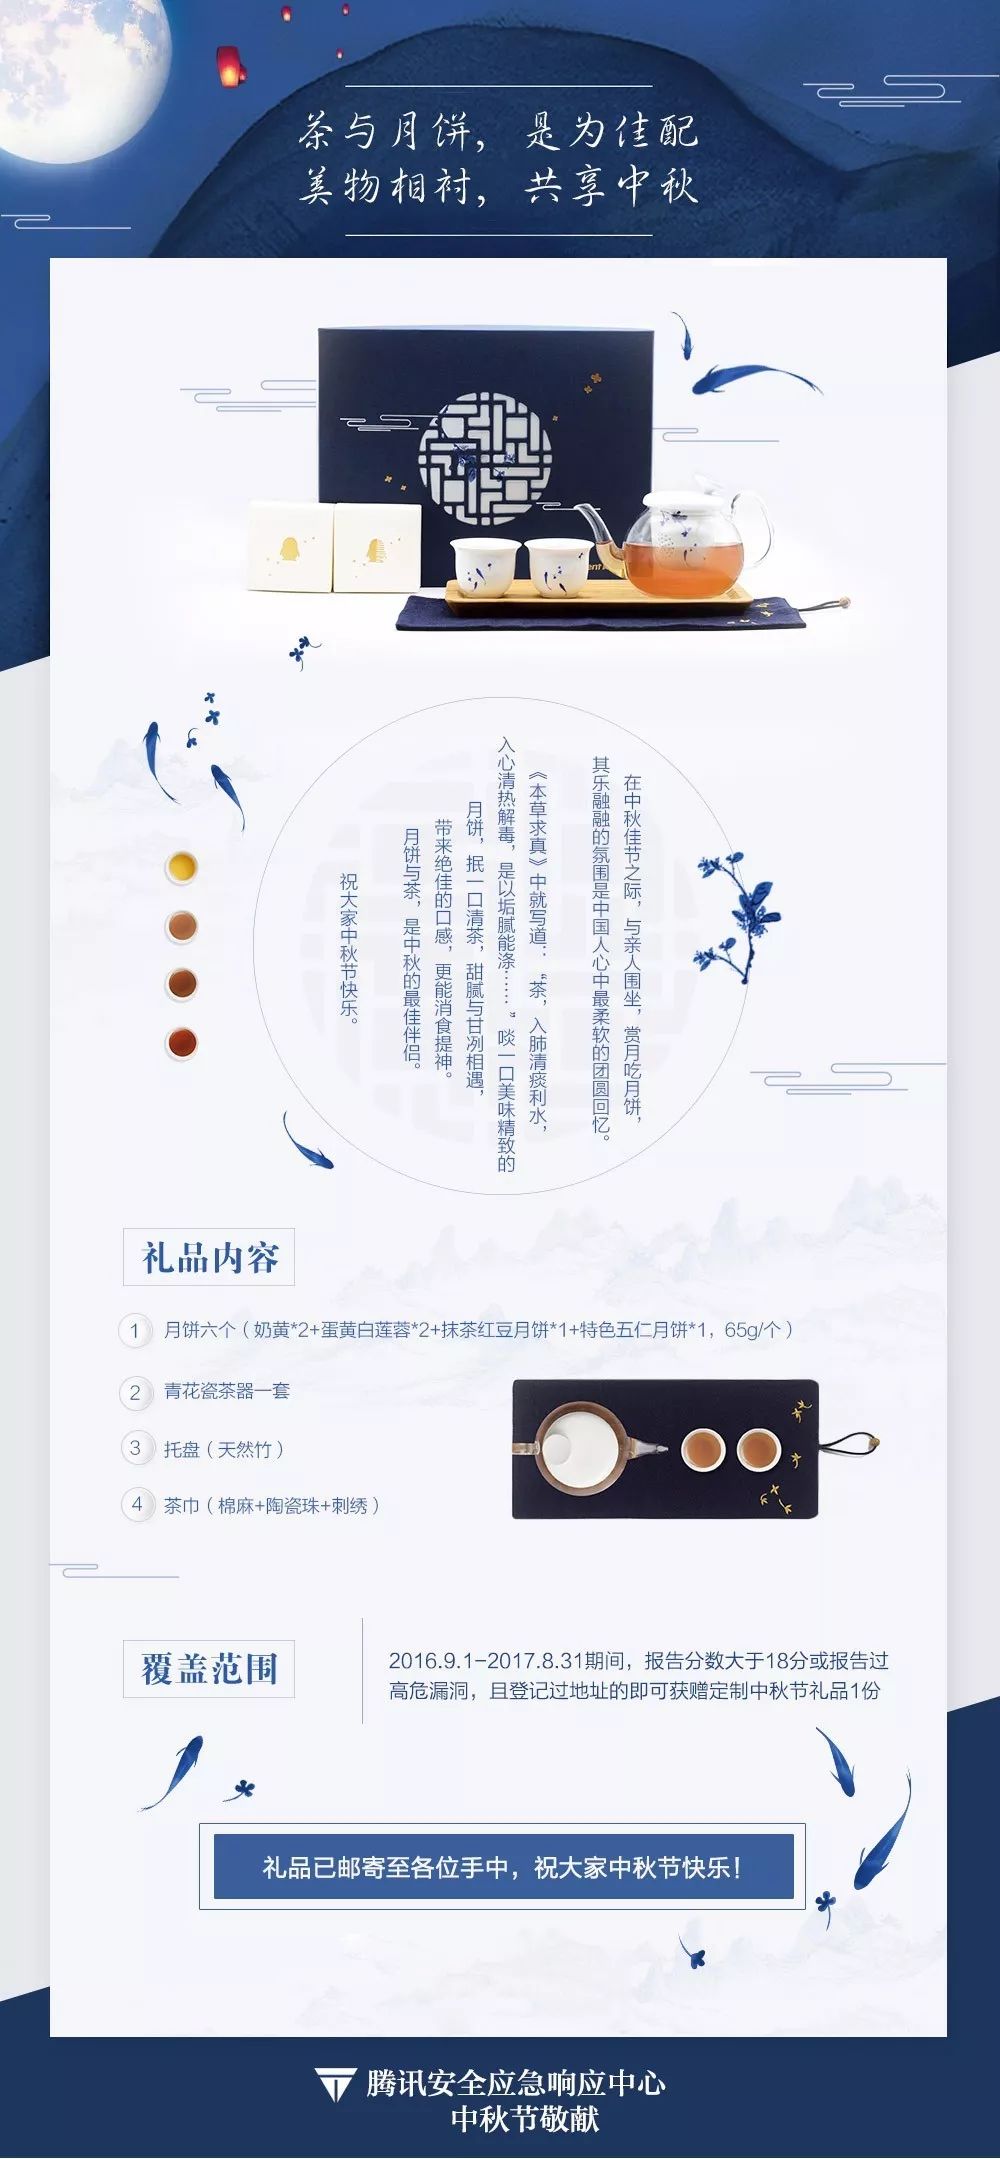 茶与月饼，是为佳配
美物相衬，共享中秋
在中秋佳节之际，与亲人围坐，赏月吃月饼，
其乐融融的氛围是中国人心中最柔软的团圆回忆。
《本草求真》中就写道：“茶，入肺清痰利水，
入心清热解毒，是以垢腻能涤……”啖一口美味精致的
月饼，抿一口清茶，甜腻与甘冽相遇，
带来绝佳的口感，更能消食提神。
月饼与茶，是中秋的最佳伴侣。
祝大家中秋节快乐。
礼品内容
1 月饼六个（奶黄*2+蛋黄白莲蓉*2+抹茶红豆月饼*1+特色五仁月饼*1，65g/个）
2 青花瓷茶器一套
3 托盘（天然竹）
4 茶巾（棉麻+陶瓷珠+刺绣）
覆盖范围
2016.9.1-2017.8.31期间，报告分数大于18分或报告过
高危漏洞，且登记过地址的即可获赠定制中秋节礼品1份
礼品已邮寄至各位手中，祝大家中秋节快乐！
腾讯安全应急响应中心
中秋节敬献